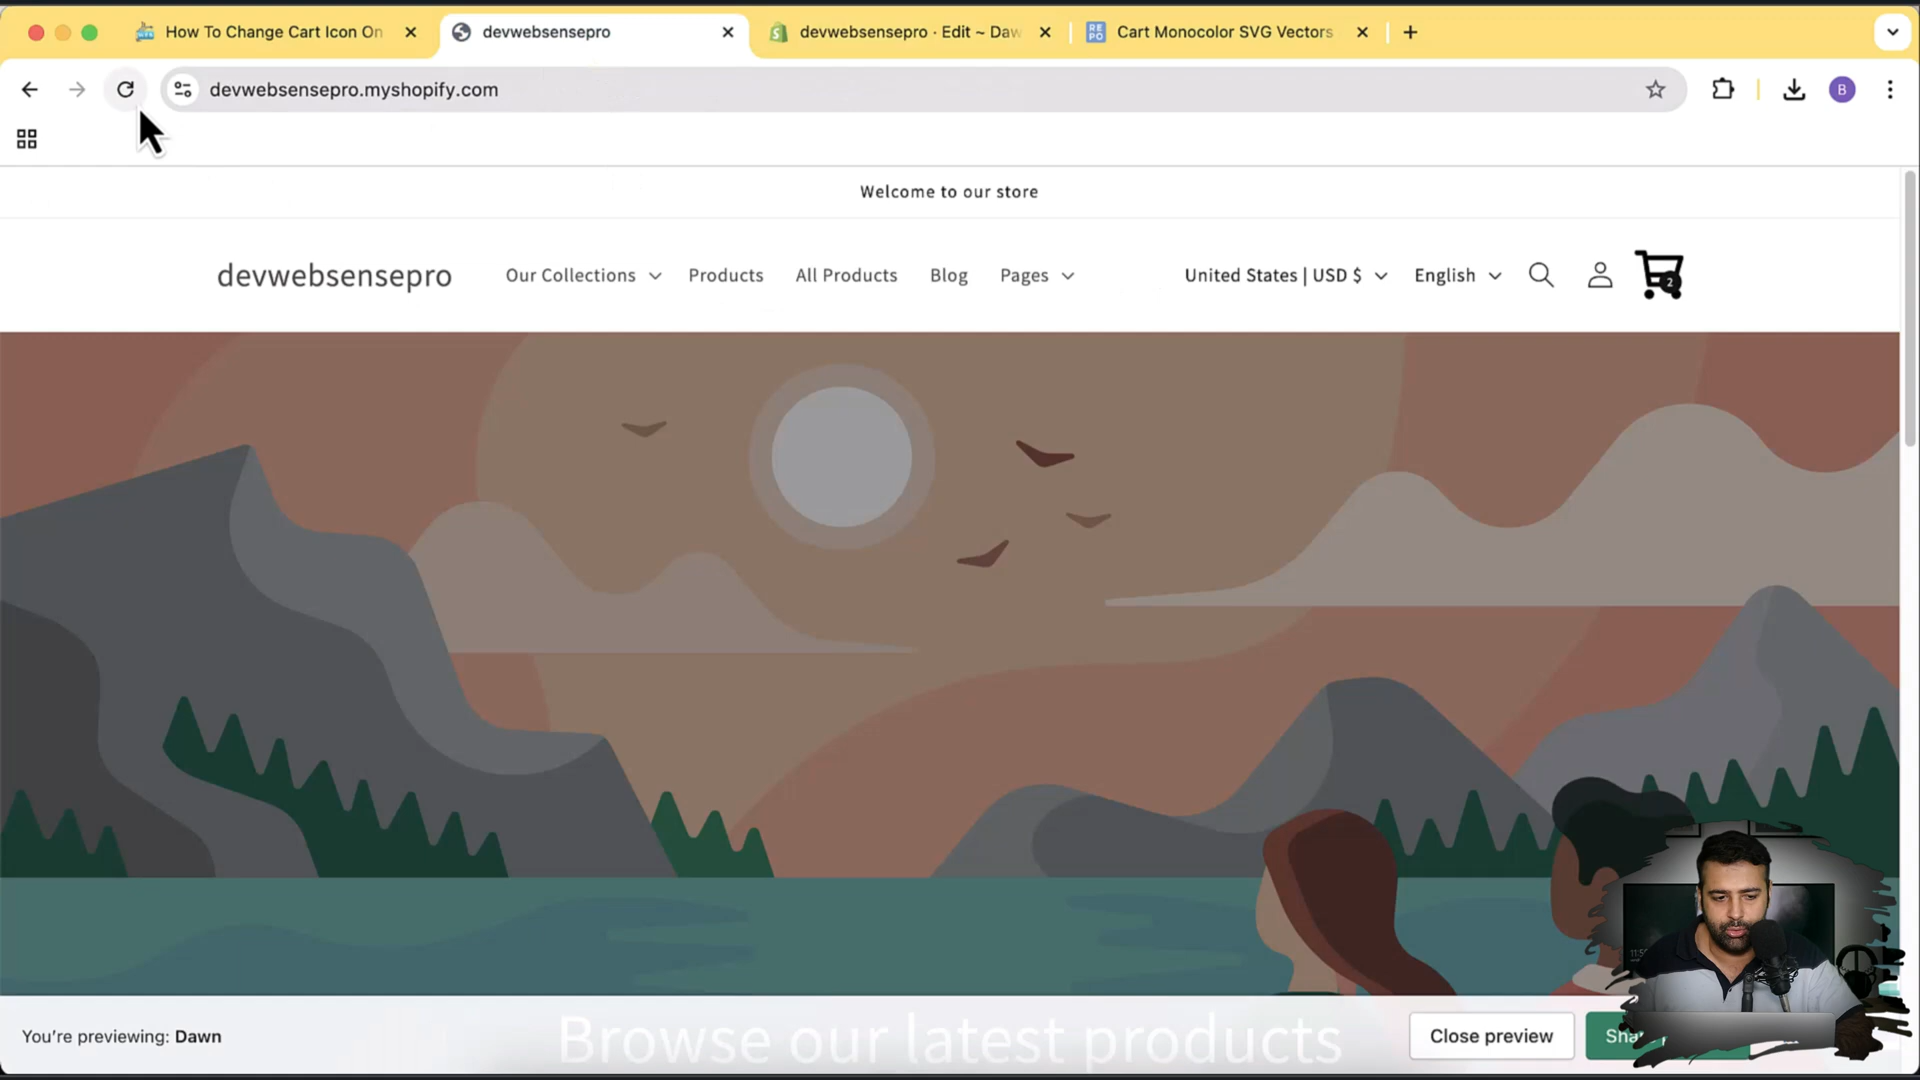 How To Change Cart Icon On
devwebsensepro
devwebsensepro · Edit ~ Daw
REPO
Cart Monocolor SVG Vectors
devwebsensepro.myshopify.com
B
Welcome to our store
devwebsensepro
Our Collections
Products
All Products
Blog
Pages
United States | USD $
English
2
You're previewing: Dawn
Browse our latest products
Close preview